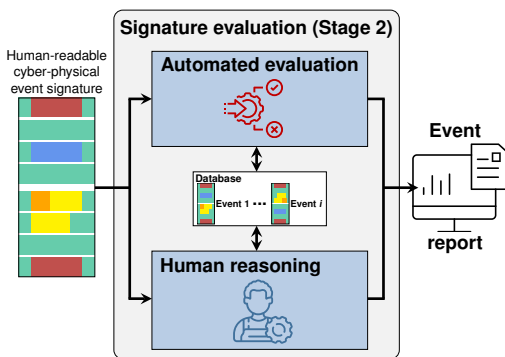 Human-readable
cyber-physical
event signature
Signature evaluation (Stage 2)
Automated evaluation
Database
Event 1 ••• Event i
Human reasoning
Event
report